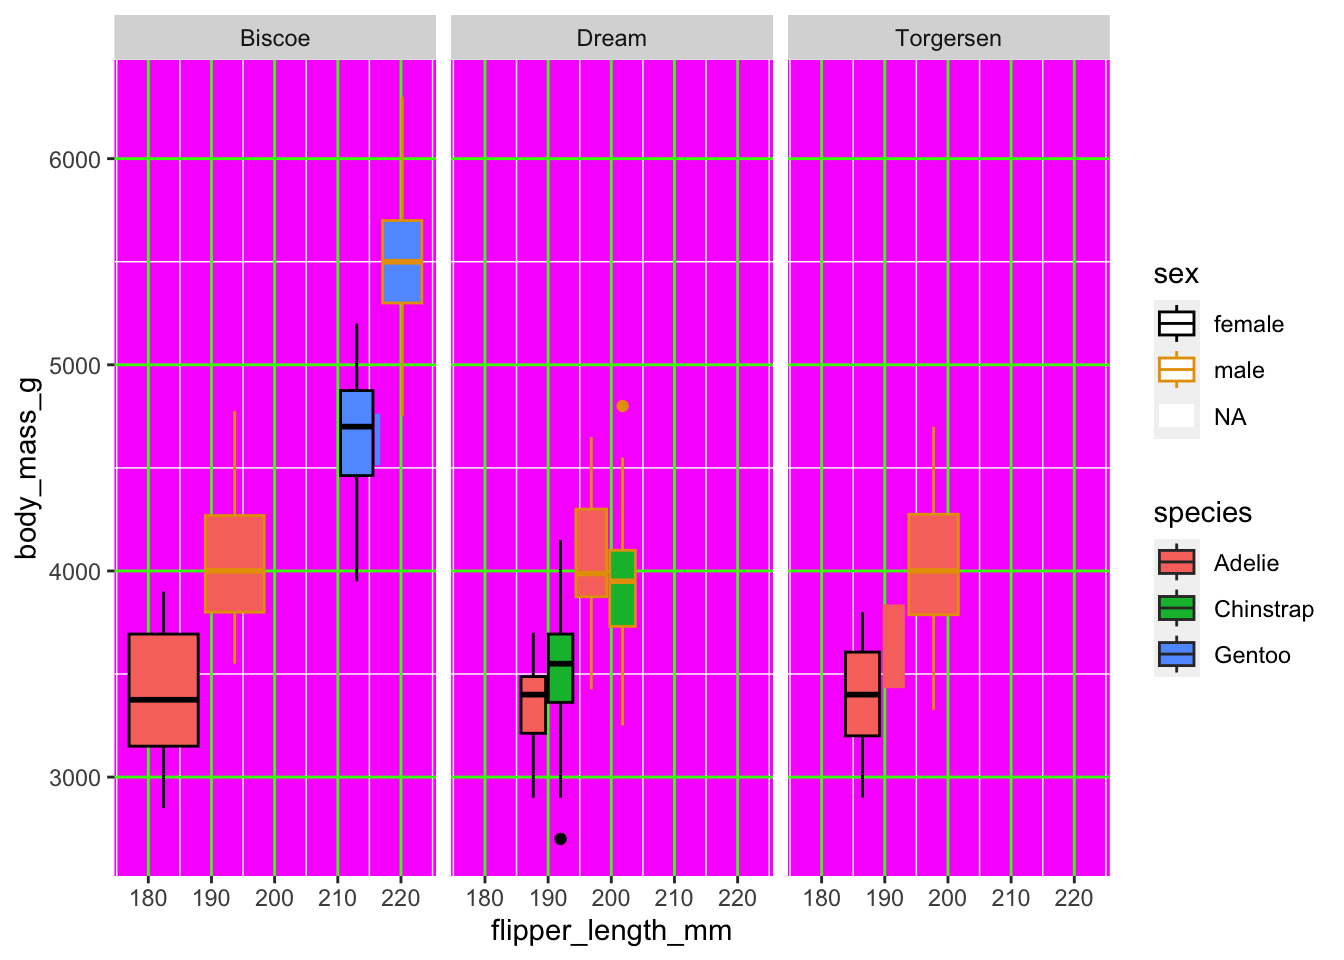 Biscoe Dream Torgersen
6000
5000
4000
3000
body_mass_g
180 190 200 210 220 180 190 200 210 220 180 190 200 210 220
flipper_length_mm
sex
female
male
NA
species
Adelie
Chinstrap
Gentoo